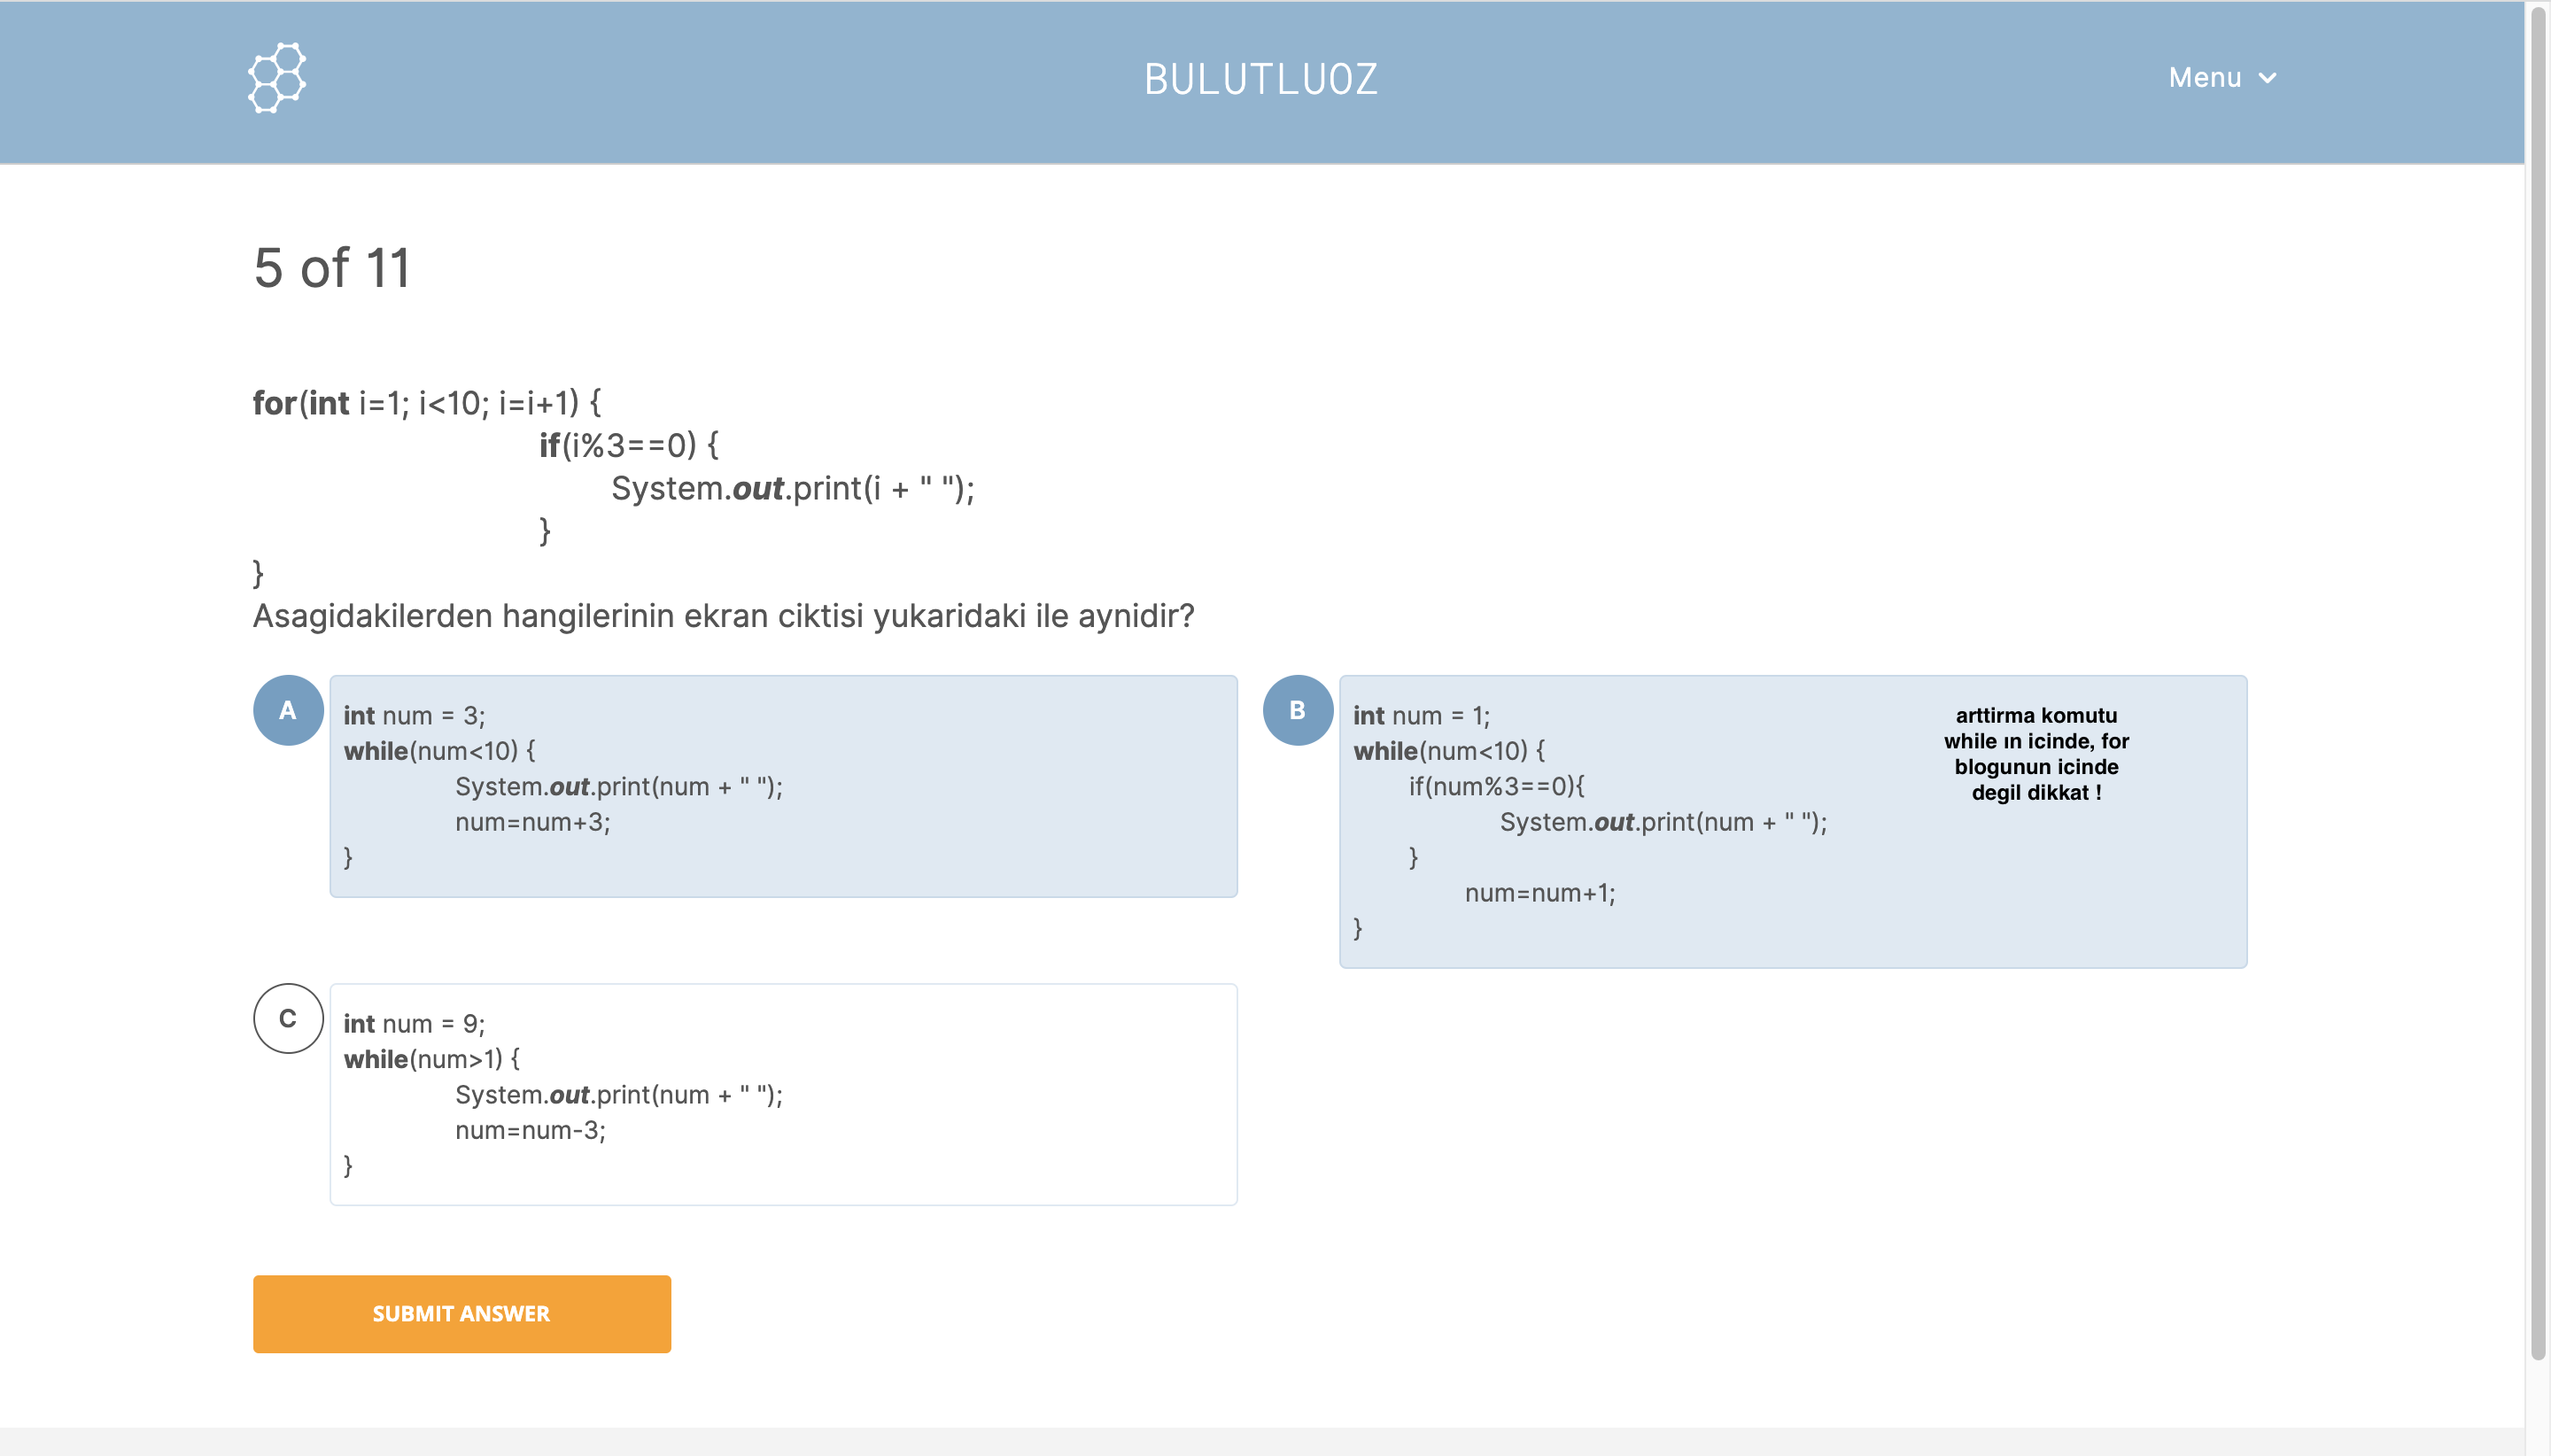 BULUTLUOZ
Menu
5 of 11
for(int i=1; i<10; i=i+1) {
if(i%3==0) {
System.out.print(i + " ");
}
}
Asagidakilerden hangilerinin ekran ciktisi yukaridaki ile aynidir?
A
int num = 3;
while(num<10) {
System.out.print(num + " ");
num=num+3;
}
B
int num = 1;
while(num<10) {
if(num%3==0){
System.out.print(num + " ");
}
num=num+1;
}
arttirma komutu
while ın icinde, for
blogunun icinde
degil dikkat !
C
int num = 9;
while(num>1) {
System.out.print(num + " ");
num=num-3;
}
SUBMIT ANSWER